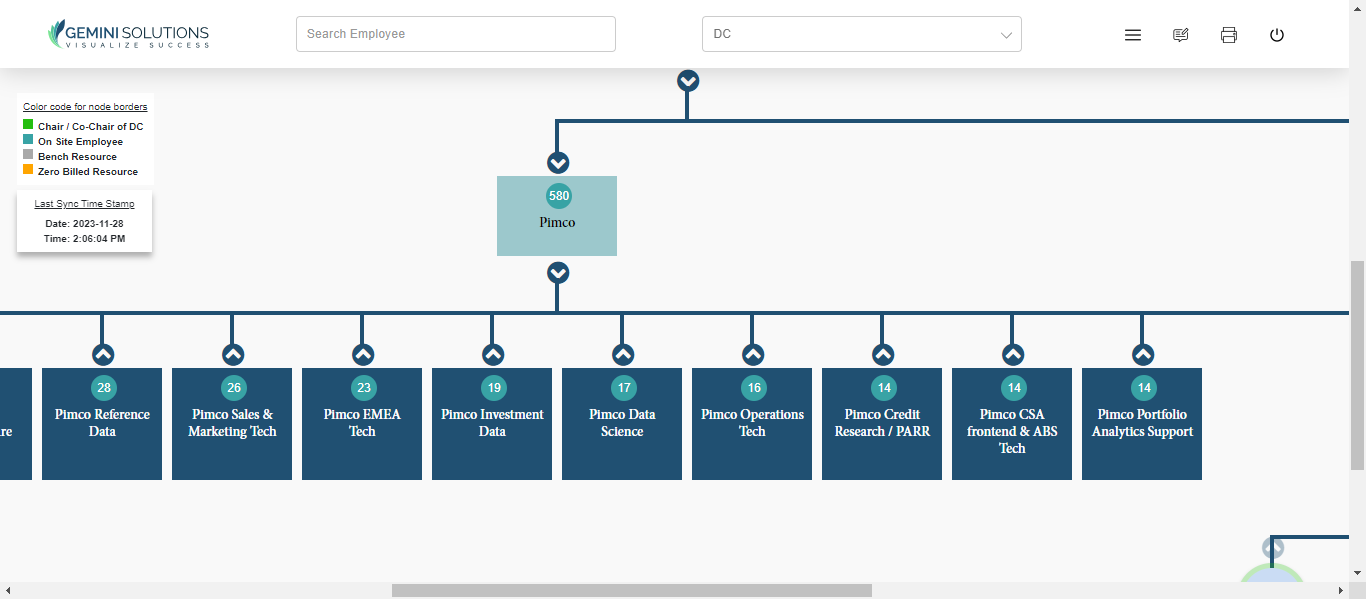 GEMINI SOLUTIONS
VISUALIZE SUCCESS
Search Employee
DC
Color code for node borders
Chair / Co-Chair of DC
On Site Employee
Bench Resource
Zero Billed Resource
Last Sync Time Stamp
Date: 2023-11-28
Time: 2:06:04 PM
580
Pimco
re
28
Pimco Reference
Data
26
Pimco Sales &
Marketing Tech
23
Pimco EMEA
Tech
19
Pimco Investment
Data
17
Pimco Data
Science
16
Pimco Operations
Tech
14
Pimco Credit
Research / PARR
14
Pimco CSA
frontend & ABS
Tech
14
Pimco Portfolio
Analytics Support